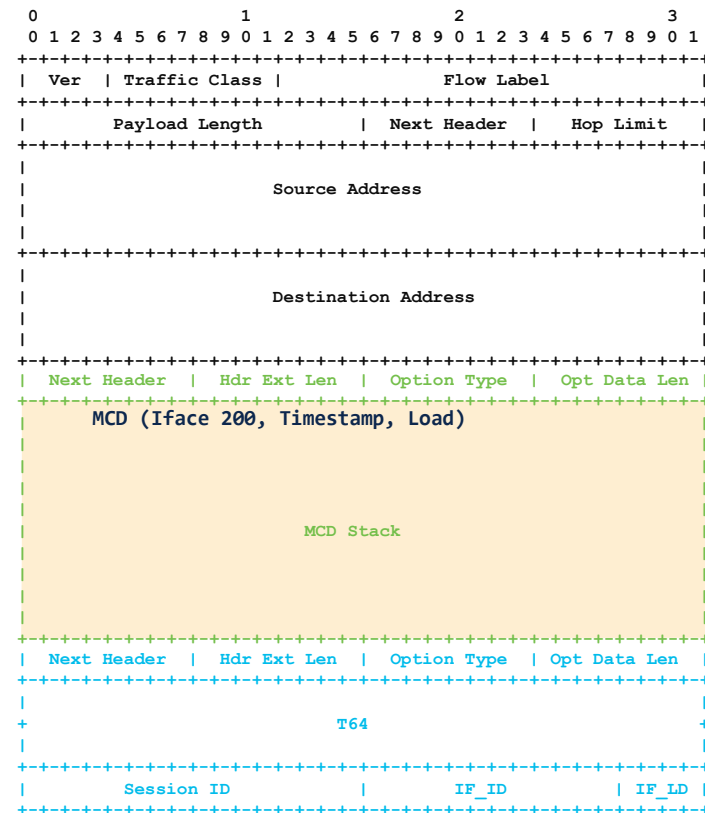 0                   1                   2                   3
 0 1 2 3 4 5 6 7 8 9 0 1 2 3 4 5 6 7 8 9 0 1 2 3 4 5 6 7 8 9 0 1
+-+-+-+-+-+-+-+-+-+-+-+-+-+-+-+-+-+-+-+-+-+-+-+-+-+-+-+-+-+-+-+-+
| Ver | Traffic Class | Flow Label |
+-+-+-+-+-+-+-+-+-+-+-+-+-+-+-+-+-+-+-+-+-+-+-+-+-+-+-+-+-+-+-+-+
| Payload Length | Next Header | Hop Limit |
+-+-+-+-+-+-+-+-+-+-+-+-+-+-+-+-+-+-+-+-+-+-+-+-+-+-+-+-+-+-+-+-+
| |
| Source Address |
| |
| |
+-+-+-+-+-+-+-+-+-+-+-+-+-+-+-+-+-+-+-+-+-+-+-+-+-+-+-+-+-+-+-+-+
| |
| Destination Address |
| |
| |
+-+-+-+-+-+-+-+-+-+-+-+-+-+-+-+-+-+-+-+-+-+-+-+-+-+-+-+-+-+-+-+-+
| Next Header | Hdr Ext Len | Option Type | Opt Data Len |
+-+-+-+-+-+-+-+-+-+-+-+-+-+-+-+-+-+-+-+-+-+-+-+-+-+-+-+-+-+-+-+-+
MCD (Iface 200, Timestamp, Load)
| MCD Stack |
+-+-+-+-+-+-+-+-+-+-+-+-+-+-+-+-+-+-+-+-+-+-+-+-+-+-+-+-+-+-+-+-+
| Next Header | Hdr Ext Len | Option Type | Opt Data Len |
+-+-+-+-+-+-+-+-+-+-+-+-+-+-+-+-+-+-+-+-+-+-+-+-+-+-+-+-+-+-+-+-+
| |
+ T64 +
| |
+-+-+-+-+-+-+-+-+-+-+-+-+-+-+-+-+-+-+-+-+-+-+-+-+-+-+-+-+-+-+-+-+
| Session ID | IF_ID | IF_LD |
+-+-+-+-+-+-+-+-+-+-+-+-+-+-+-+-+-+-+-+-+-+-+-+-+-+-+-+-+-+-+-+-+